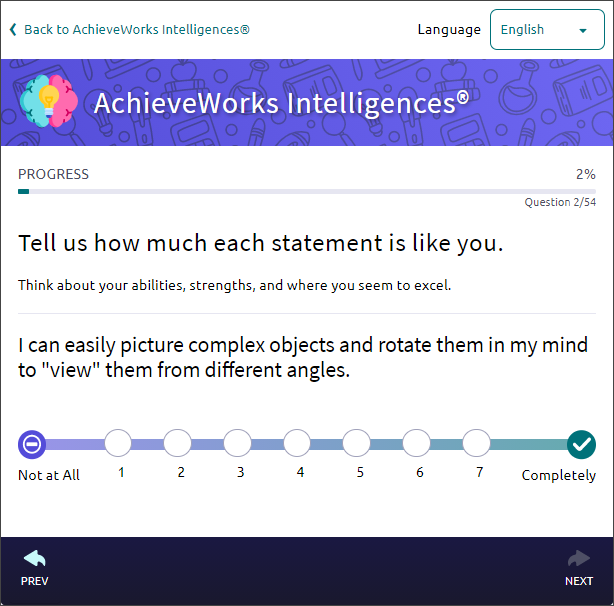 Back to AchieveWorks Intelligences®
Language
English
AchieveWorks Intelligences®
PROGRESS
2%
Question 2/54
Tell us how much each statement is like you.
Think about your abilities, strengths, and where you seem to excel.
I can easily picture complex objects and rotate them in my mind
to "view" them from different angles.
Not at All 1 2 3 4 5 6 7 Completely
PREV
NEXT